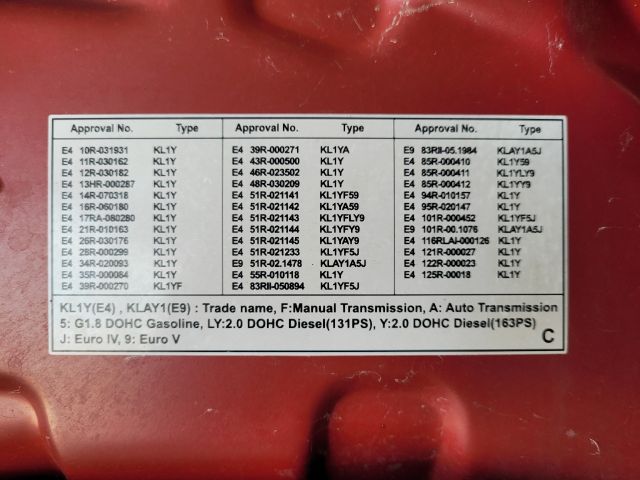 Approval No. Type
E4 10R-031931 KL1Y
E4 11R-030162 KL1Y
E4 12R-030182 KL1Y
E4 13HR-000287 KL1Y
E4 14R-070318 KL1Y
E4 16R-060180 KL1Y
E4 17RA-080280 KL1Y
E4 21R-010163 KL1Y
E4 26R-030176 KL1Y
E4 28R-000299 KL1Y
E4 34R-020093 KL1Y
E4 35R-000084 KL1Y
E4 39R-000270 KL1YF
Approval No. Type
E4 39R-000271 KL1YA
E4 43R-000500 KL1Y
E4 46R-023502 KL1Y
E4 48R-030209 KL1Y
E4 51R-021141 KL1YF59
E4 51R-021142 KL1YA59
E4 51R-021143 KL1YFLY9
E4 51R-021144 KL1YFY9
E4 51R-021145 KL1YAY9
E4 51R-021233 KL1YF5J
E9 51R-02.1478 KLAY1A5J
E4 55R-010118 KL1Y
E4 83RII-050894 KL1YF5J
Approval No. Type
E9 83RII-05.1984 KLAY1A5J
E4 85R-000410 KL1Y59
E4 85R-000411 KL1YLY9
E4 85R-000412 KL1YY9
E4 94R-010157 KL1Y
E4 95R-020147 KL1Y
E4 101R-000452 KL1YF5J
E9 101R-00.1076 KLAY1A5J
E4 116RLAI-000126 KL1Y
E4 121R-000027 KL1Y
E4 122R-000023 KL1Y
E4 125R-00018 KL1Y
KL1Y(E4) , KLAY1(E9) : Trade name, F:Manual Transmission, A: Auto Transmission
5: G1.8 DOHC Gasoline, LY:2.0 DOHC Diesel(131PS), Y:2.0 DOHC Diesel(163PS)
J: Euro IV, 9: Euro V
C